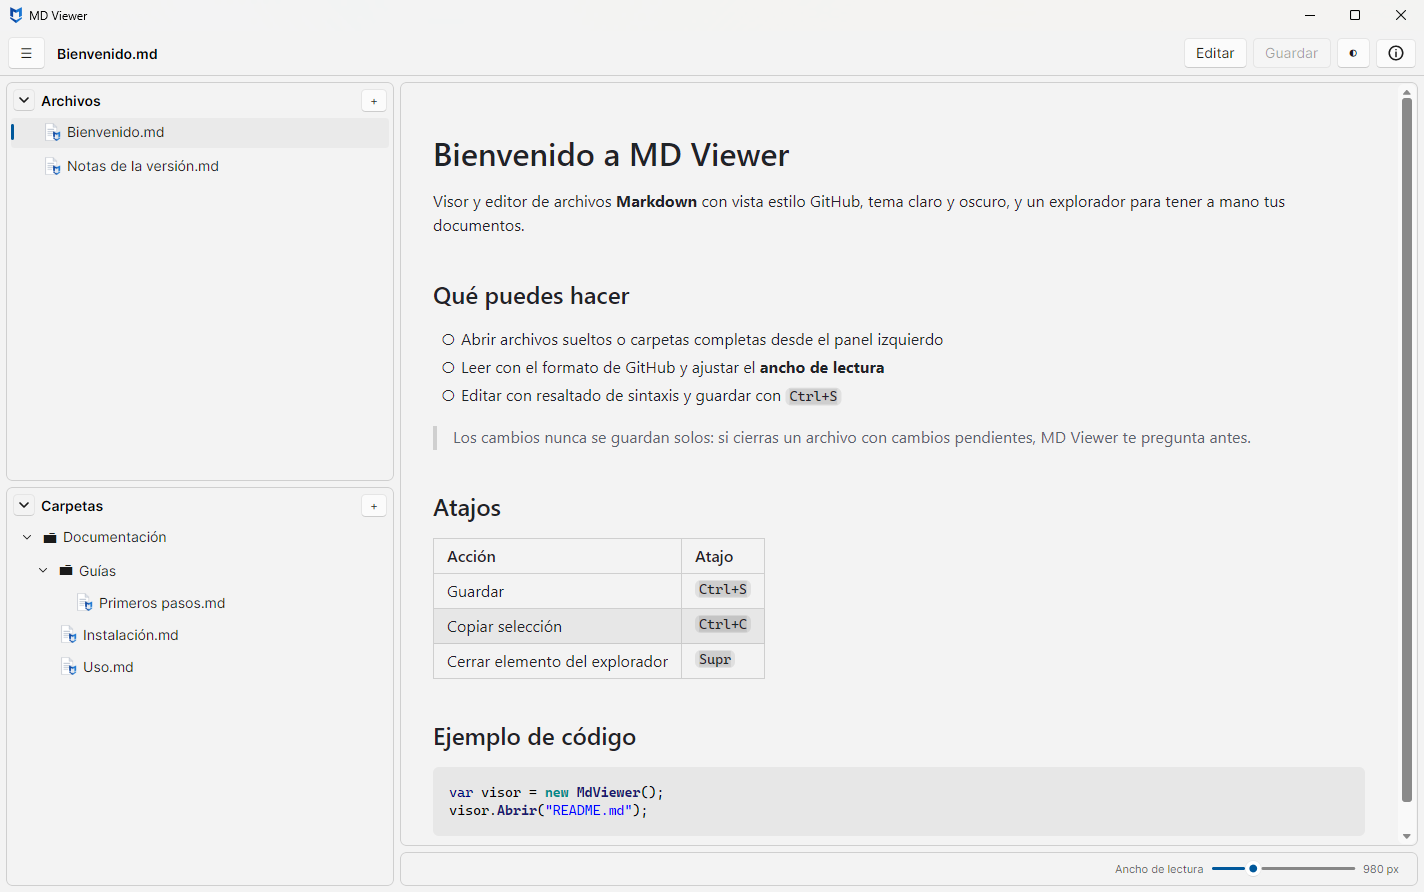 MD Viewer
Bienvenido.md
Editar
Guardar
Archivos
+
Bienvenido.md
Notas de la versión.md
Carpetas
+
Documentación
Guías
Primeros pasos.md
Instalación.md
Uso.md
Bienvenido a MD Viewer
Visor y editor de archivos Markdown con vista estilo GitHub, tema claro y oscuro, y un explorador para tener a mano tus
documentos.
Qué puedes hacer
Abrir archivos sueltos o carpetas completas desde el panel izquierdo
Leer con el formato de GitHub y ajustar el ancho de lectura
Editar con resaltado de sintaxis y guardar con Ctrl+S
Los cambios nunca se guardan solos: si cierras un archivo con cambios pendientes, MD Viewer te pregunta antes.
Atajos
Acción Atajo
Guardar Ctrl+S
Copiar selección Ctrl+C
Cerrar elemento del explorador Supr
Ejemplo de código
var visor = new MdViewer();
visor.Abrir("README.md");
Ancho de lectura 980 px